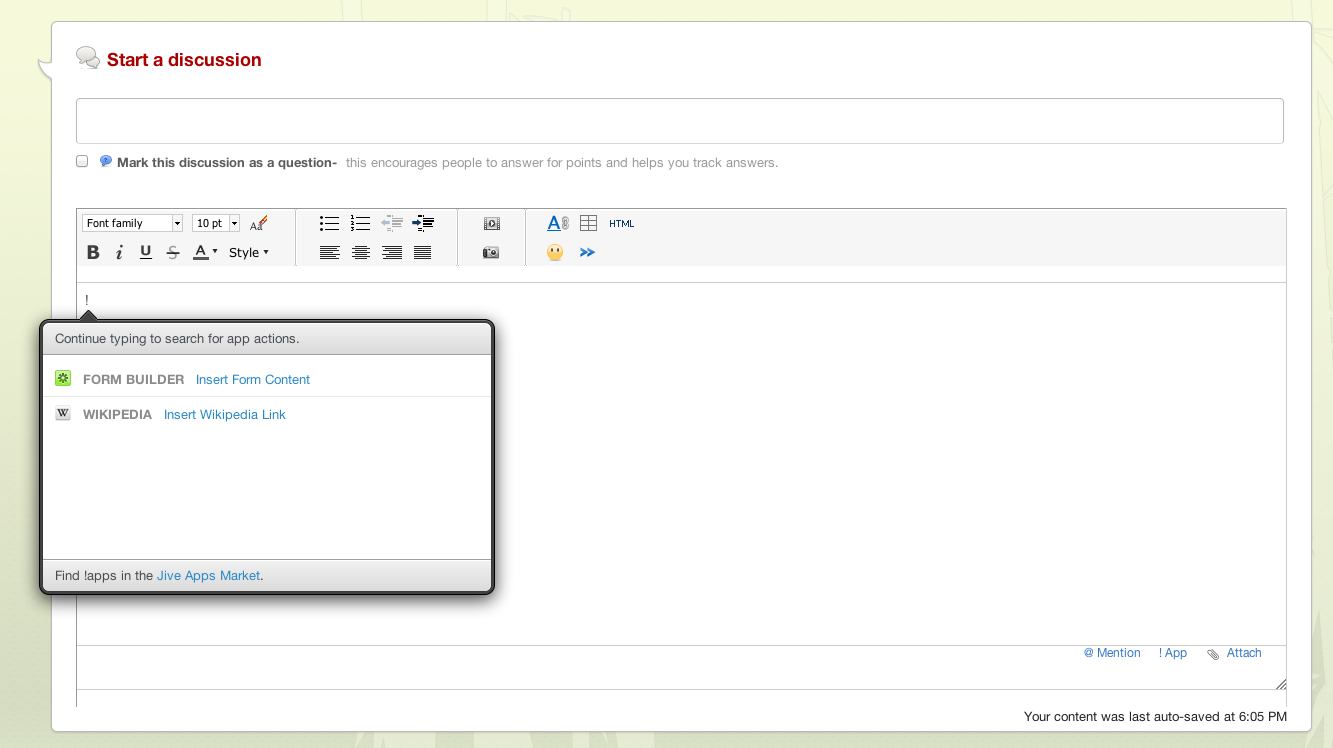 Start a discussion
Mark this discussion as a question- this encourages people to answer for points and helps you track answers.
Font family 10 pt Aa A HTML
B i U S A Style
!
Continue typing to search for app actions.
FORM BUILDER Insert Form Content
W WIKIPEDIA Insert Wikipedia Link
Find !apps in the Jive Apps Market.
@ Mention ! App Attach
Your content was last auto-saved at 6:05 PM